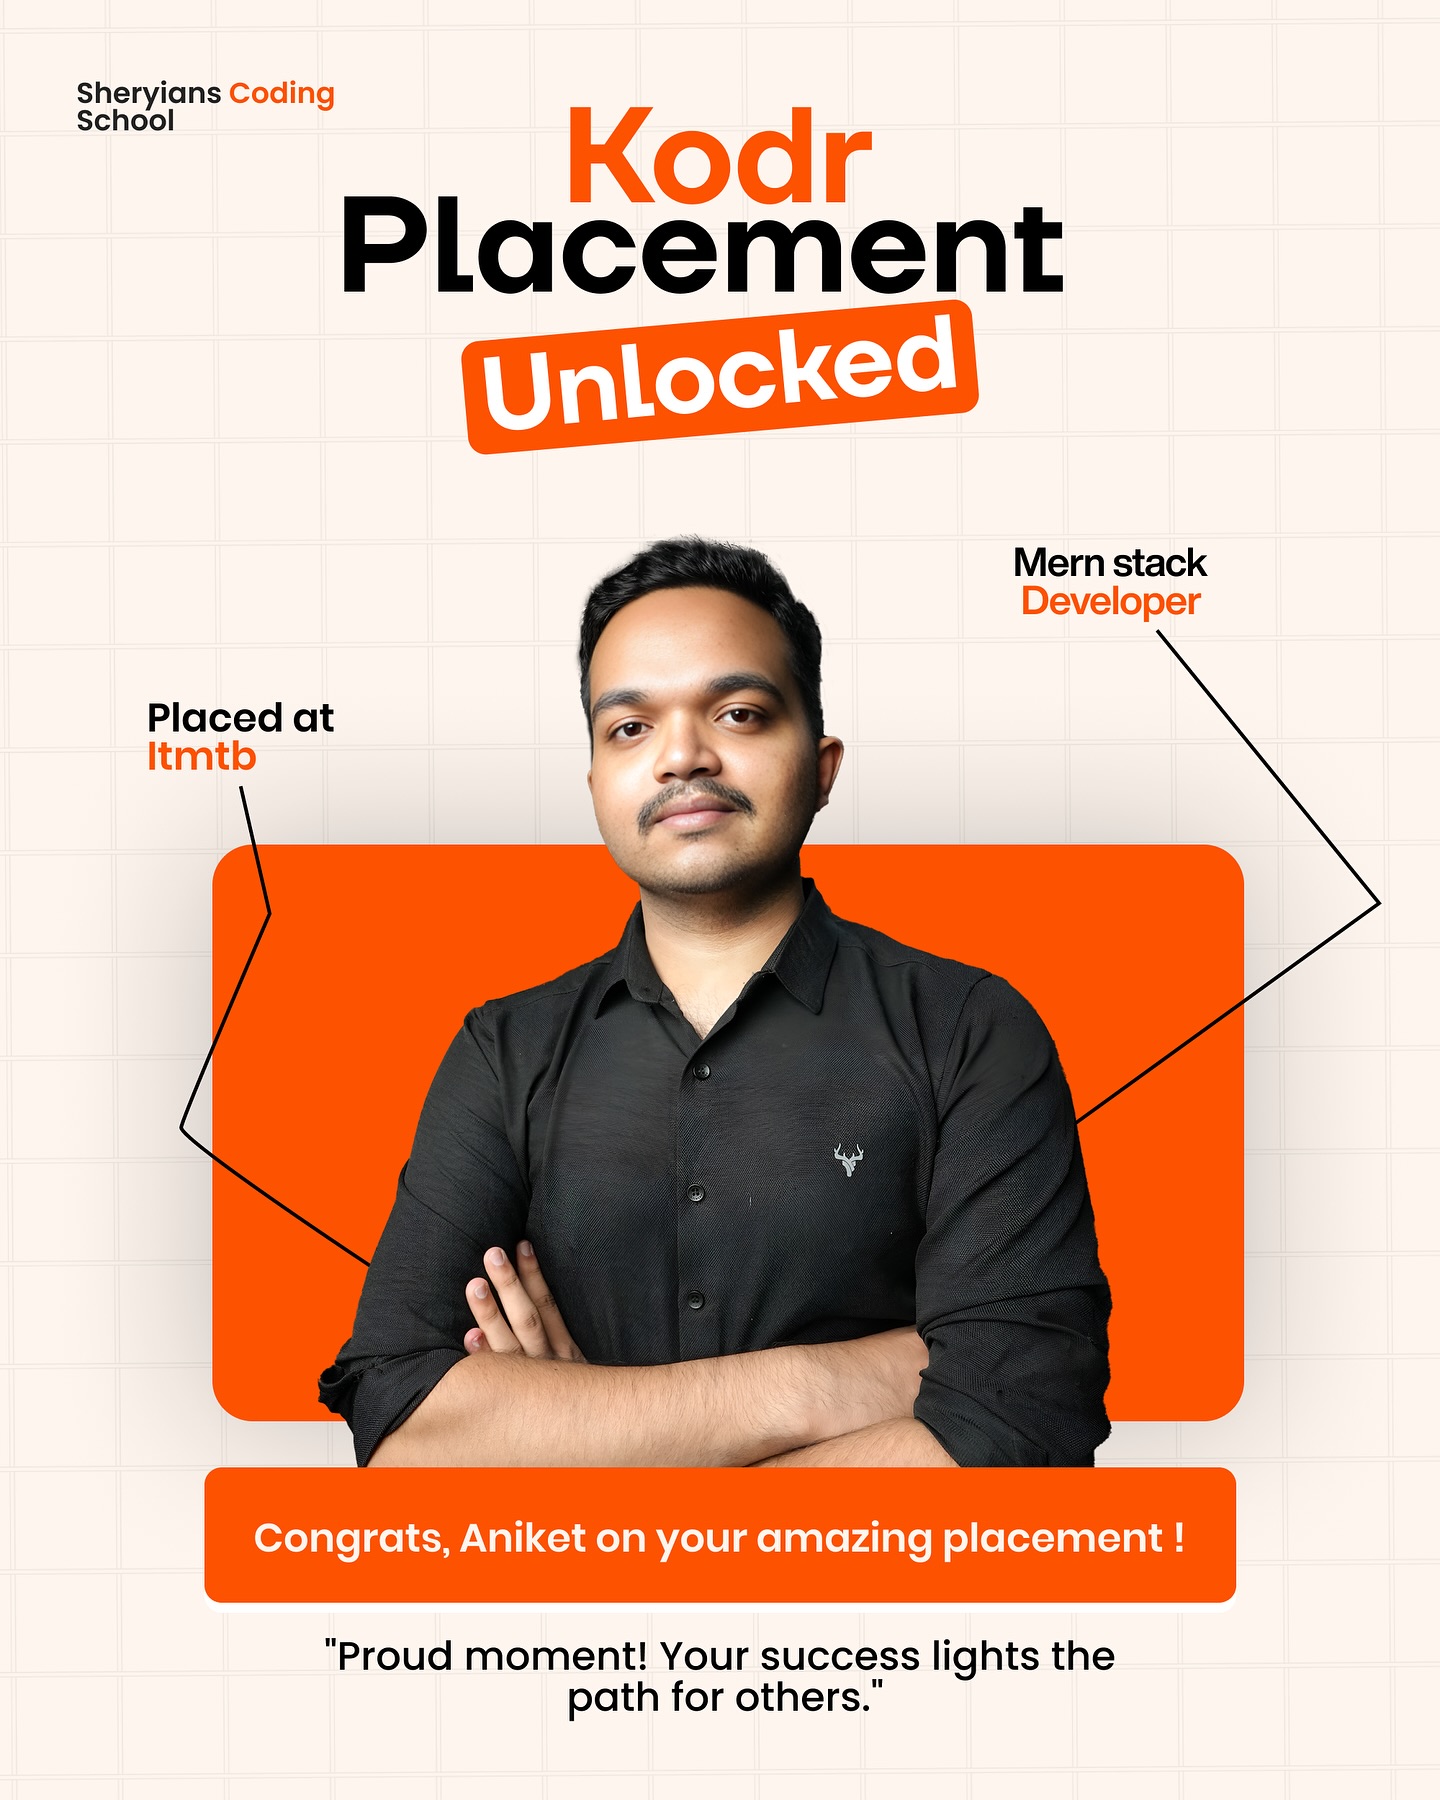 Sheryians Coding
School
Kodr
Placement
Unlocked
Mern stack
Developer
Placed at
Itmtb
Congrats, Aniket on your amazing placement !
"Proud moment! Your success lights the
path for others."